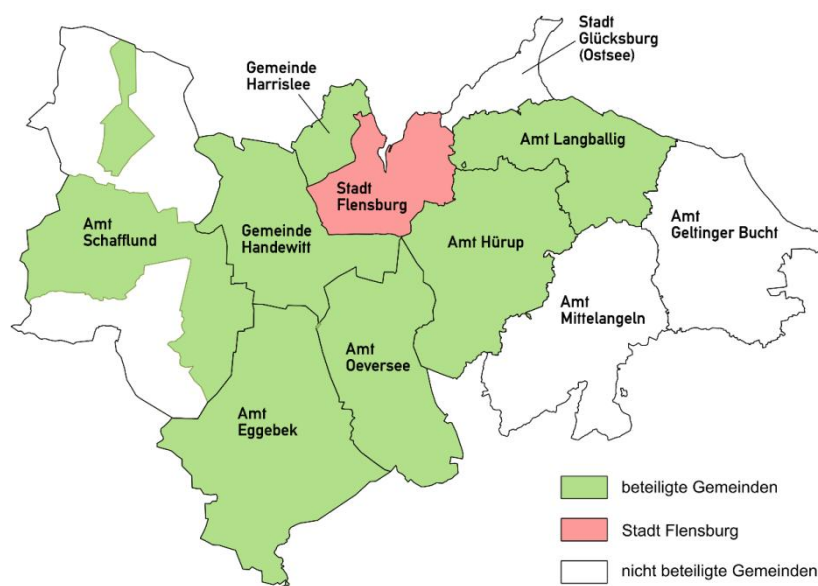 Stadt
Glücksburg
(Ostsee)
Gemeinde
Harrislee
Amt Langballig
Stadt
Flensburg
Amt
Schafflund
Gemeinde
Handewitt
Amt Hürup
Amt
Geltinger Bucht
Amt
Mittelangeln
Amt
Oeversee
Amt
Eggebek
beteiligte Gemeinden
Stadt Flensburg
nicht beteiligte Gemeinden